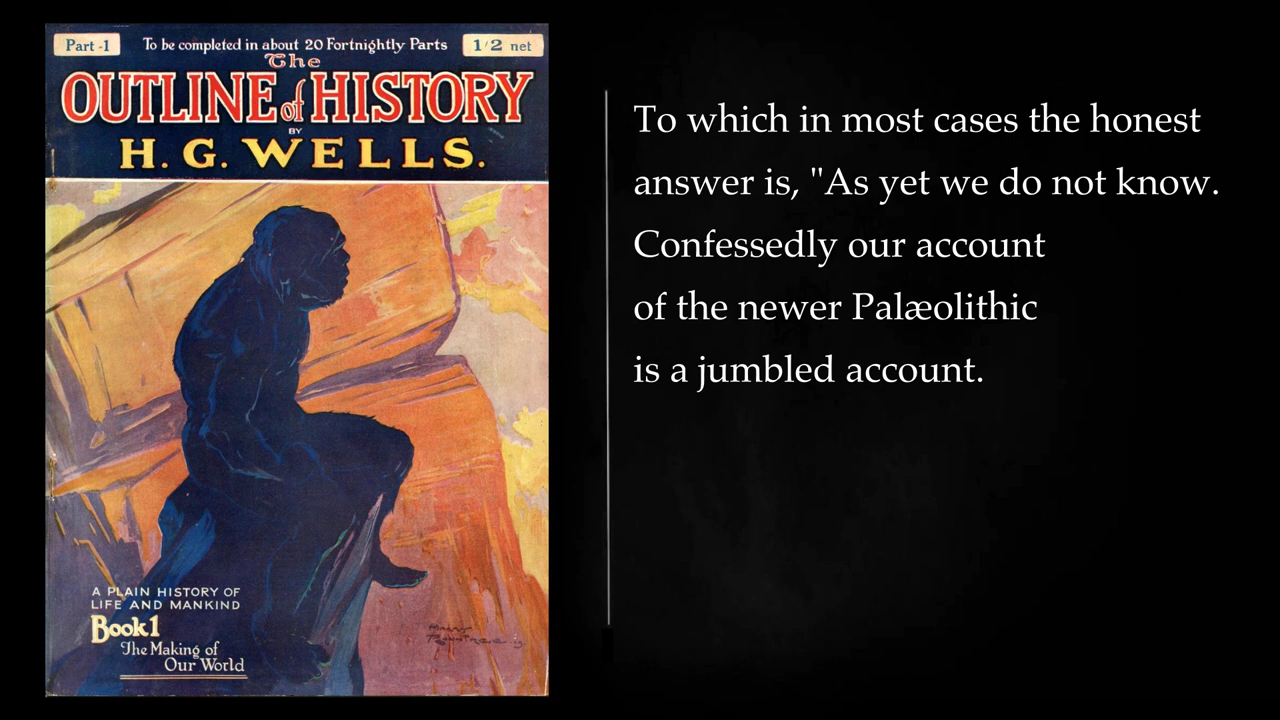 Part -1
To be completed in about 20 Fortnightly Parts
1/2 net
The
OUTLINE of HISTORY
BY
H. G. WELLS.
A PLAIN HISTORY OF
LIFE AND MANKIND
Book 1
The Making of
Our World
To which in most cases the honest
answer is, "As yet we do not know.
Confessedly our account
of the newer Palæolithic
is a jumbled account.